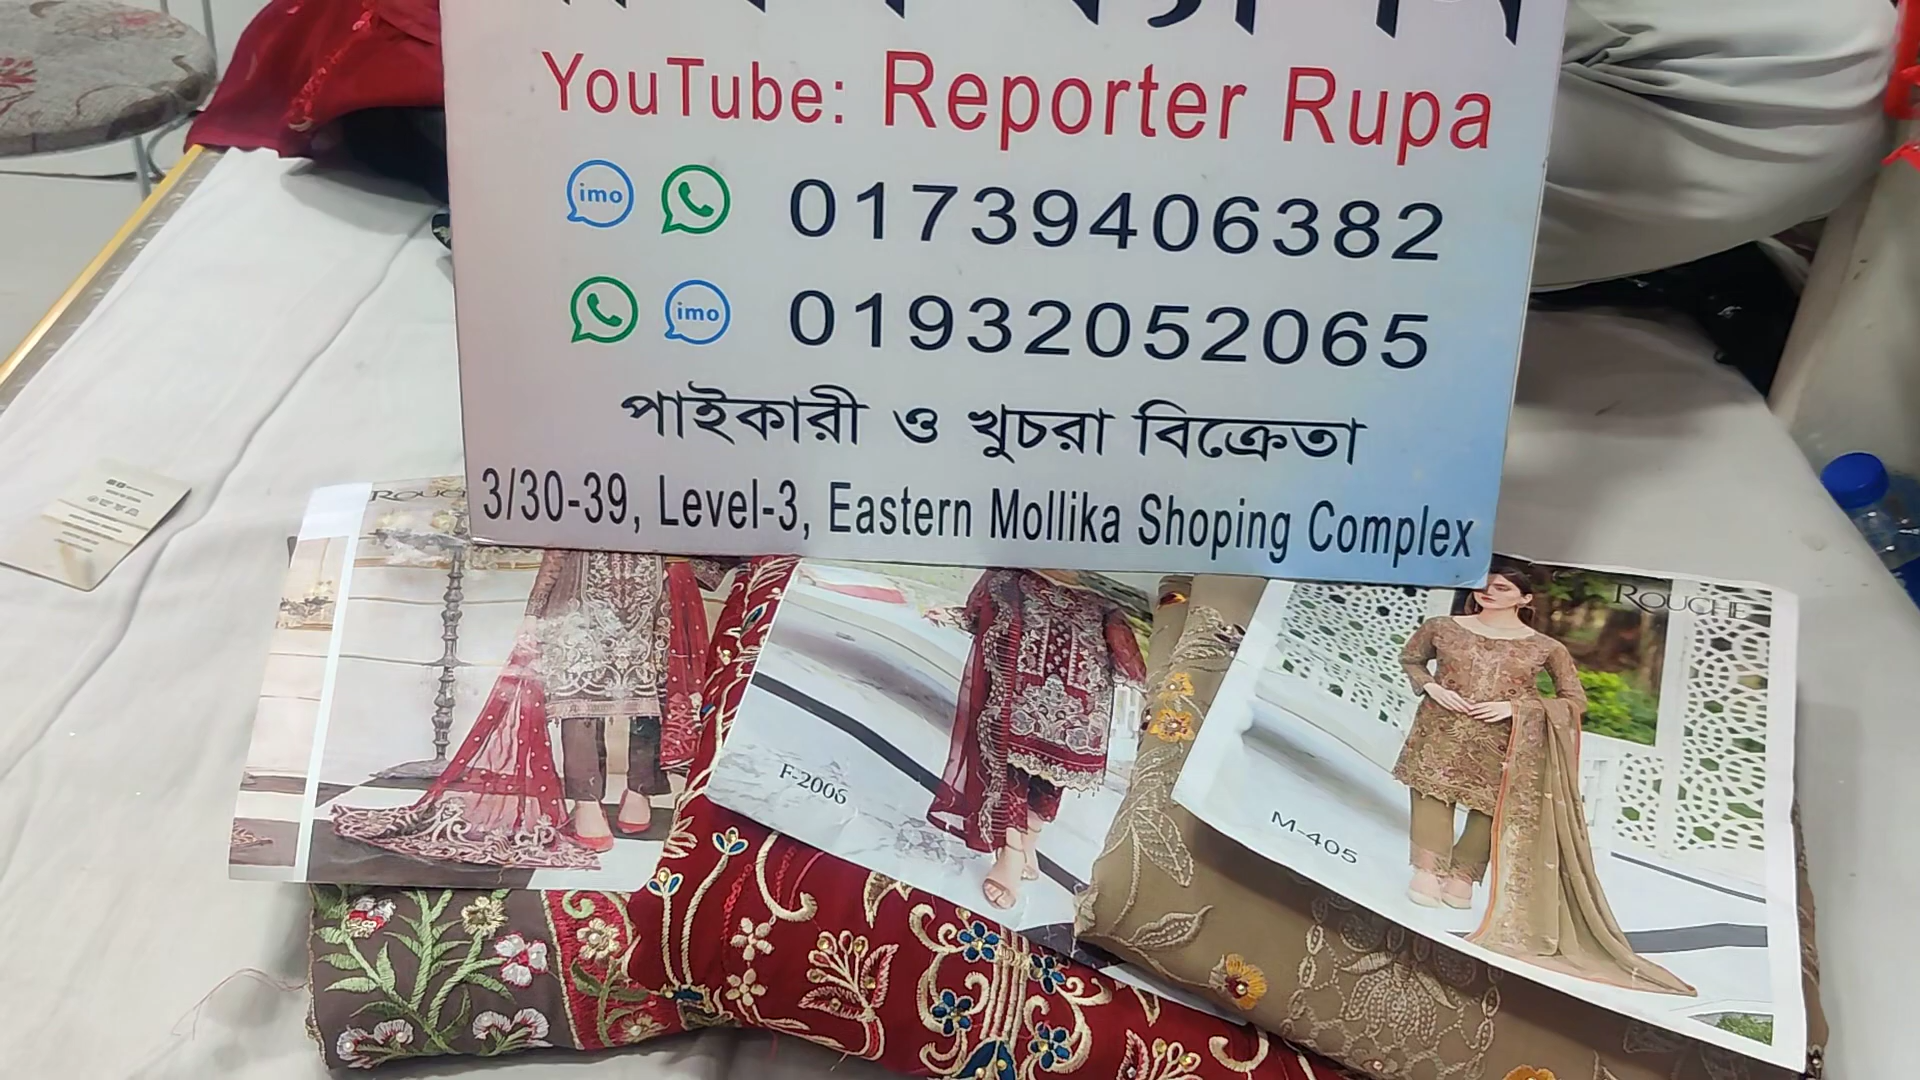 YouTube: Reporter Rupa
imo 01739406382
imo 01932052065
পাইকারী ও খুচরা বিক্রেতা
3/30-39, Level-3, Eastern Mollika Shoping Complex
ROUCHE
F-2006
M-405